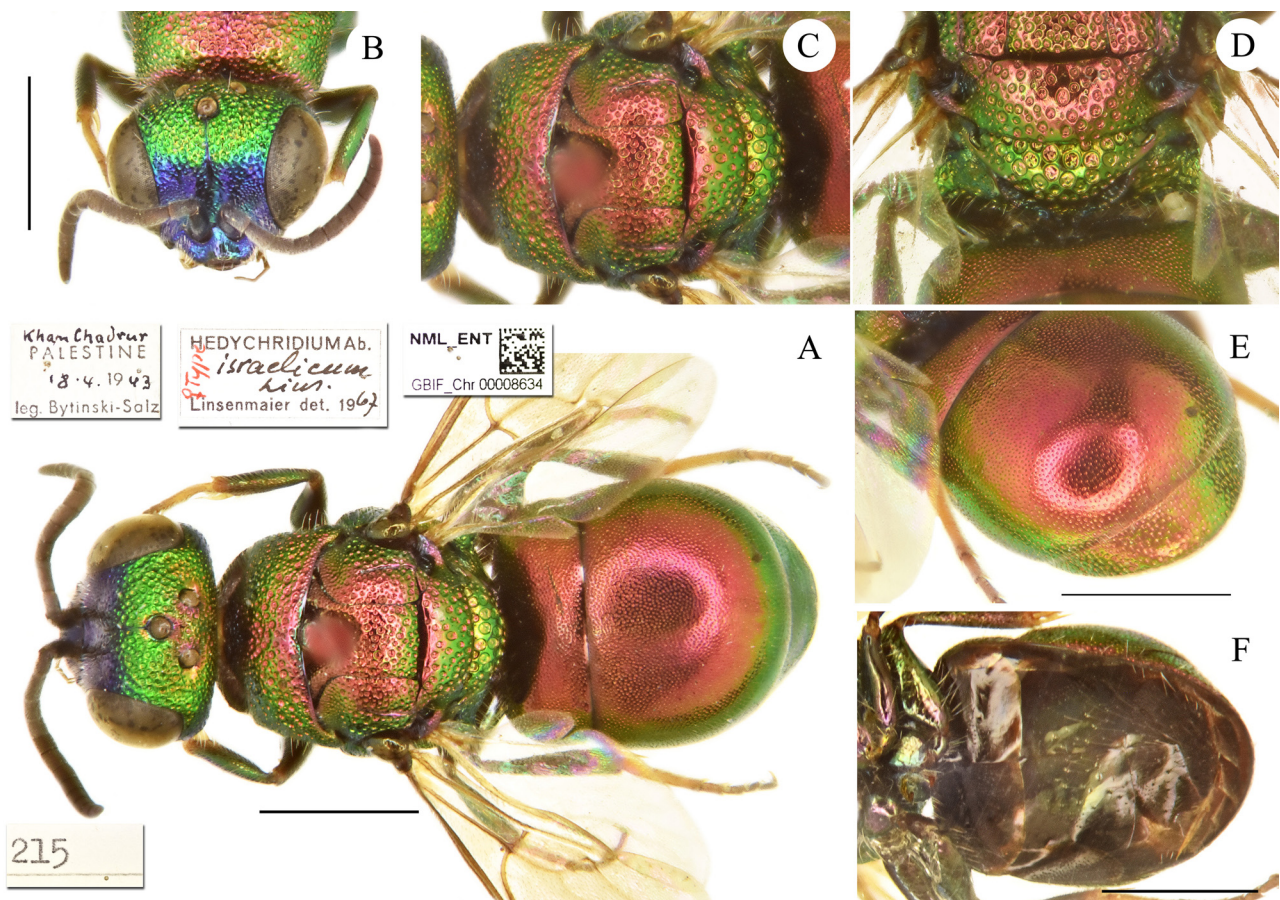 B
C
D
Khan Chadrur
PALESTINE
18.4.1943
leg. Bytinski-Salz
HEDYCHRIDIUM Ab.
♀ Type
israelicum
Lins.
Linsenmaier det. 1967
NML_ENT
GBIF_Chr 00008634
A
E
F
215